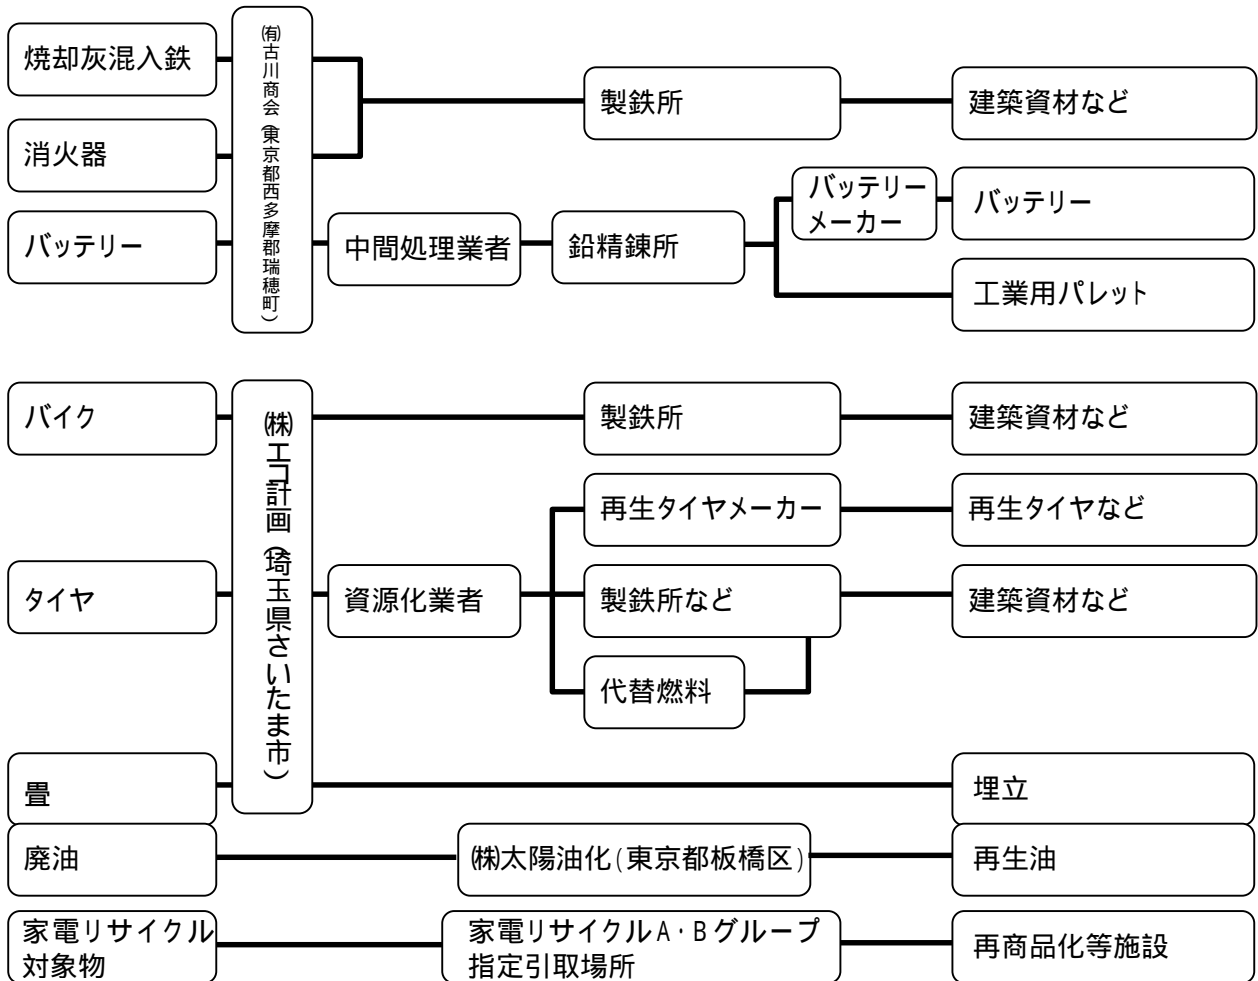 焼却灰混入鉄
消火器
バッテリー
㈲古川商会(東京都西多摩郡瑞穂町)
製鉄所
建築資材など
中間処理業者
鉛精錬所
バッテリー
メーカー
バッテリー
工業用パレット
バイク
タイヤ
畳
㈱エコ計画(埼玉県さいたま市)
製鉄所
建築資材など
資源化業者
再生タイヤメーカー
再生タイヤなど
製鉄所など
建築資材など
代替燃料
埋立
廃油
㈱太陽油化(東京都板橋区)
再生油
家電リサイクル
対象物
家電リサイクルA・Bグループ
指定引取場所
再商品化等施設